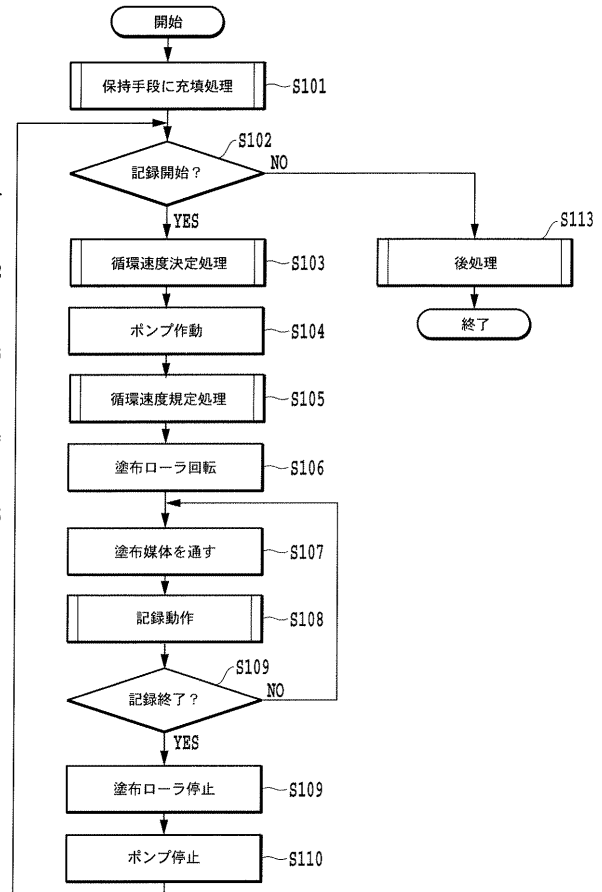 開始
保持手段に充填処理
S101
S102
記録開始？
NO
YES
S113
後処理
終了
循環速度決定処理
S103
ポンプ作動
S104
循環速度規定処理
S105
塗布ローラ回転
S106
塗布媒体を通す
S107
記録動作
S108
S109
記録終了？
NO
YES
塗布ローラ停止
S109
ポンプ停止
S110